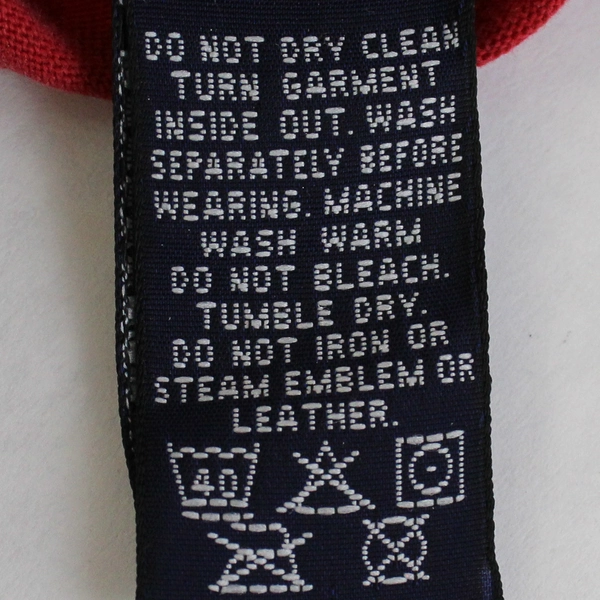 DO NOT DRY CLEAN
TURN GARMENT
INSIDE OUT. WASH
SEPARATELY BEFORE
WEARING. MACHINE
WASH WARM
DO NOT BLEACH.
TUMBLE DRY.
DO NOT IRON OR
STEAM EMBLEM OR
LEATHER.
40